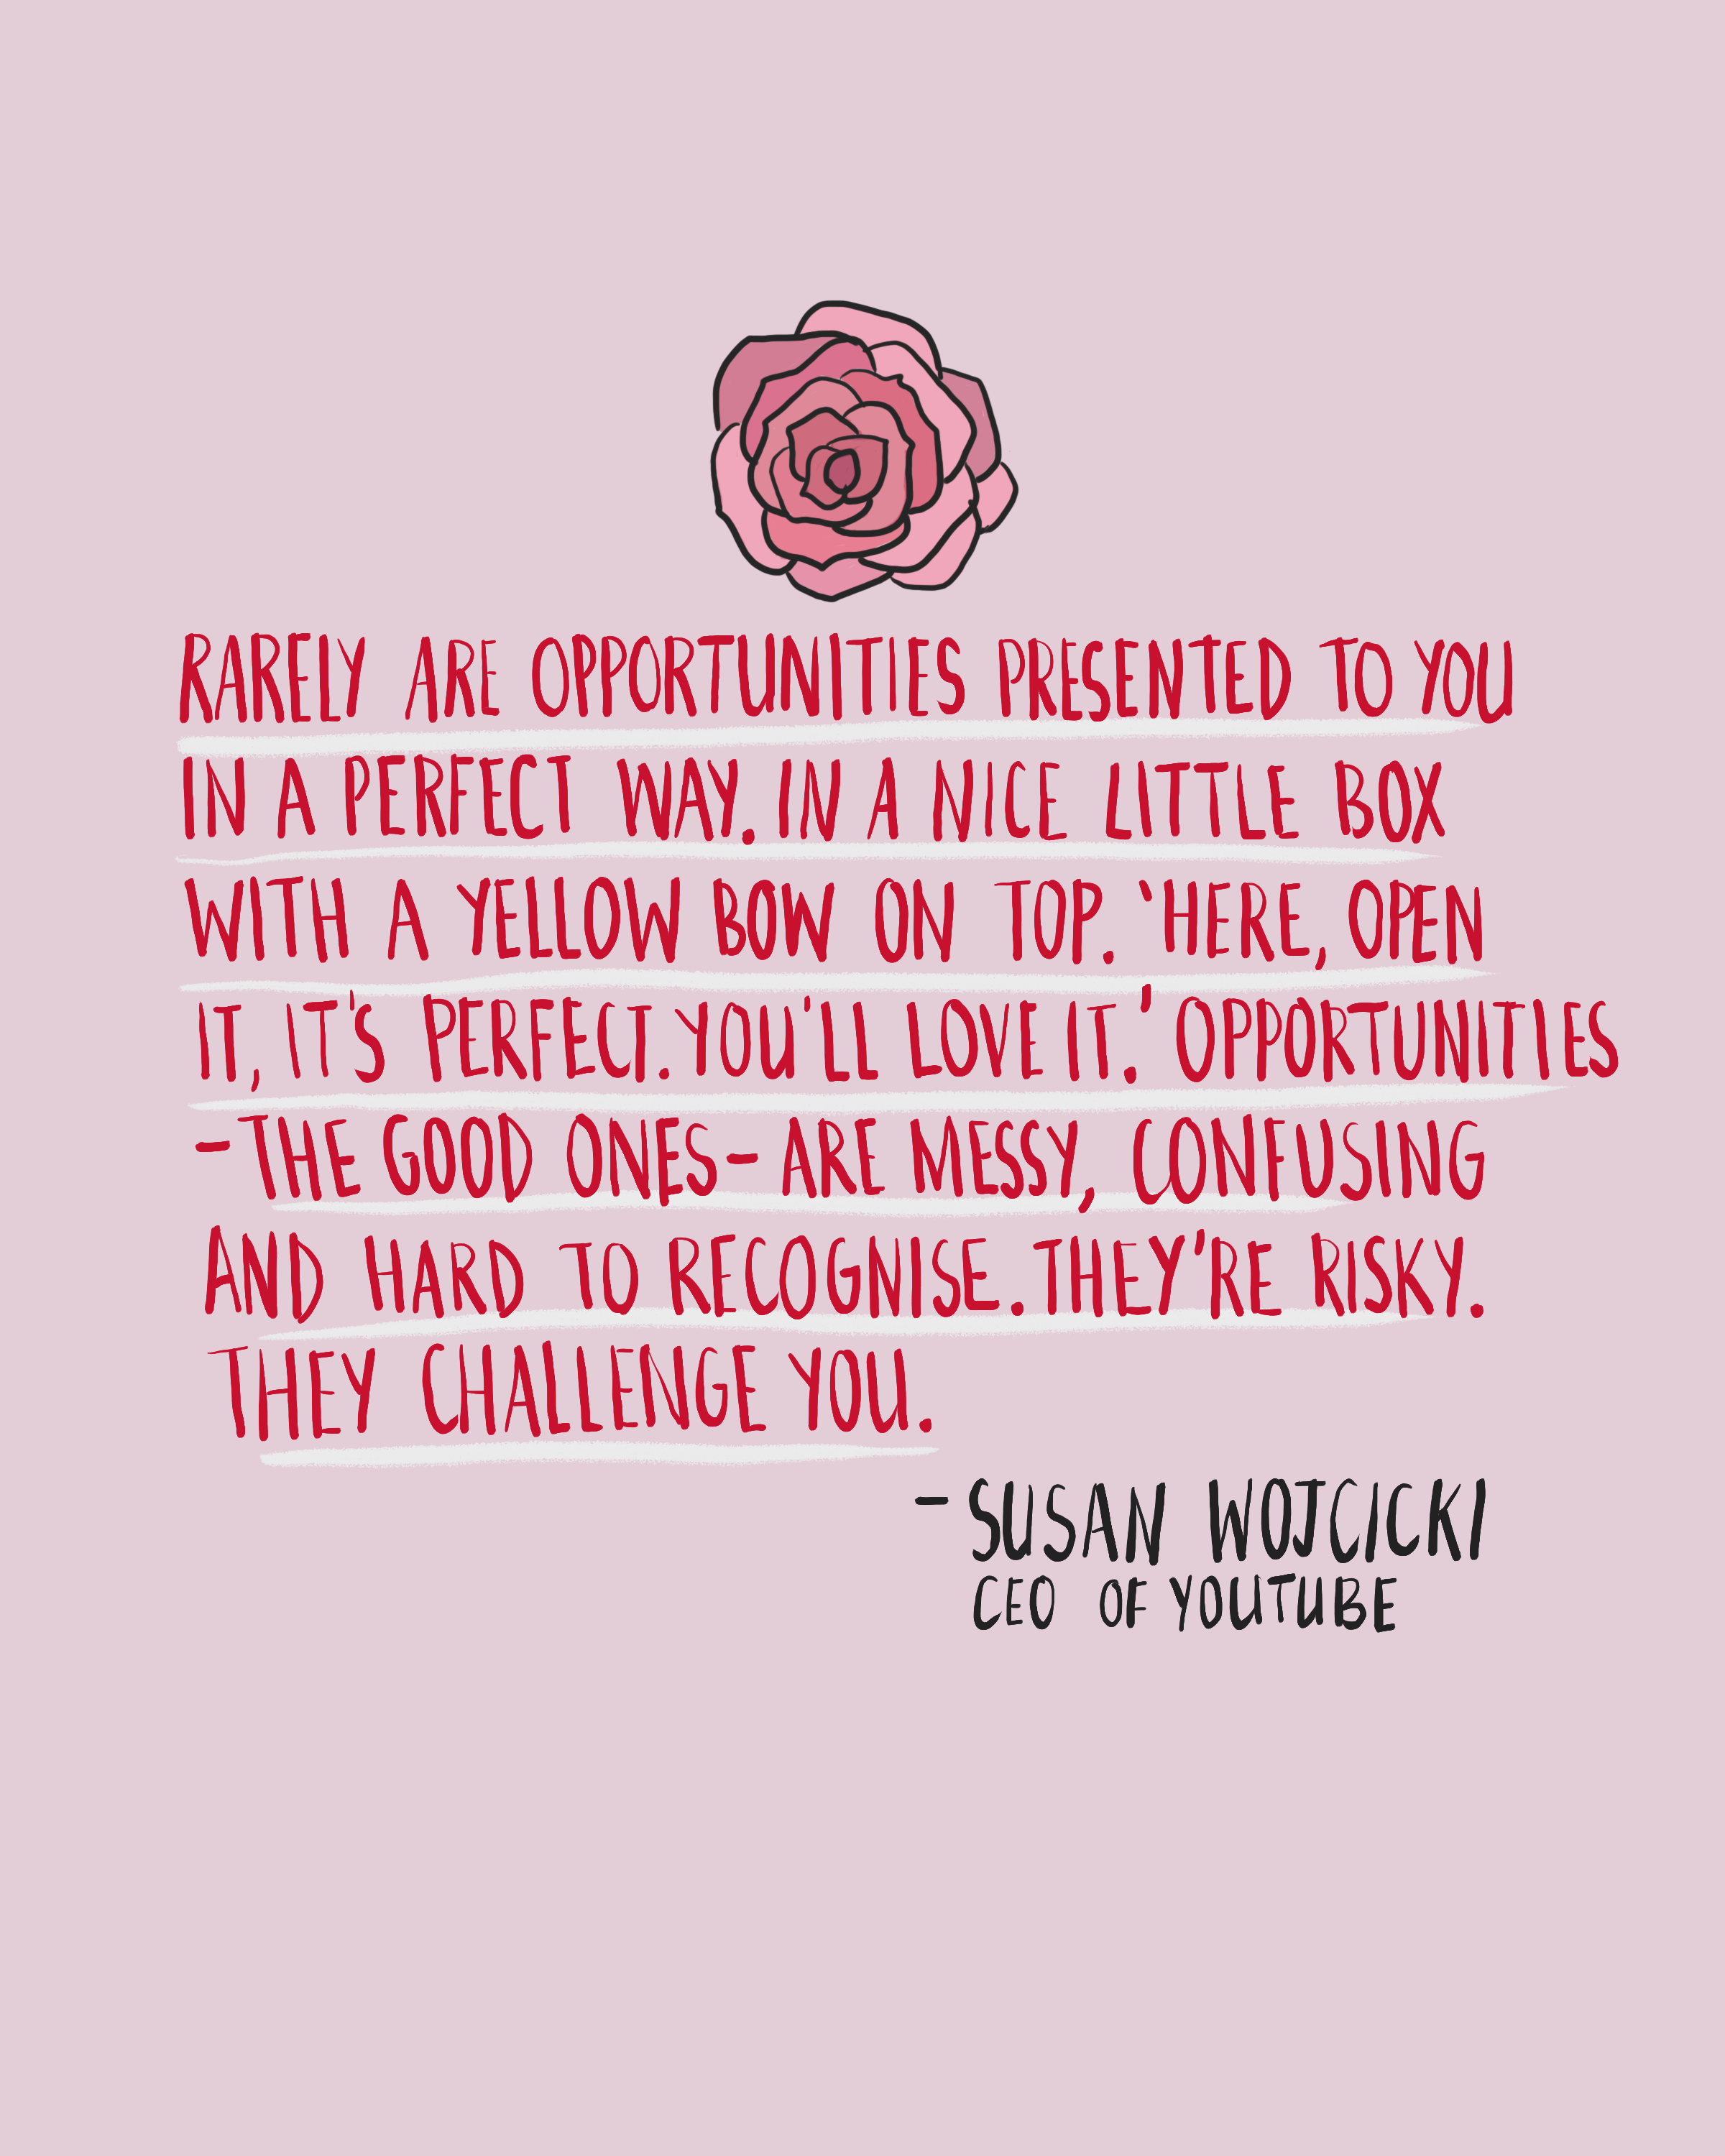 RARELY ARE OPPORTUNITIES PRESENTED TO YOU
IN A PERFECT WAY. IN A NICE LITTLE BOX
WITH A YELLOW BOW ON TOP. 'HERE, OPEN
IT, IT'S PERFECT. YOU'LL LOVE IT.' OPPORTUNITIES
-THE GOOD ONES- ARE MESSY, CONFUSING
AND HARD TO RECOGNISE. THEY'RE RISKY.
THEY CHALLENGE YOU.
- SUSAN WOJCICKI
CEO OF YOUTUBE